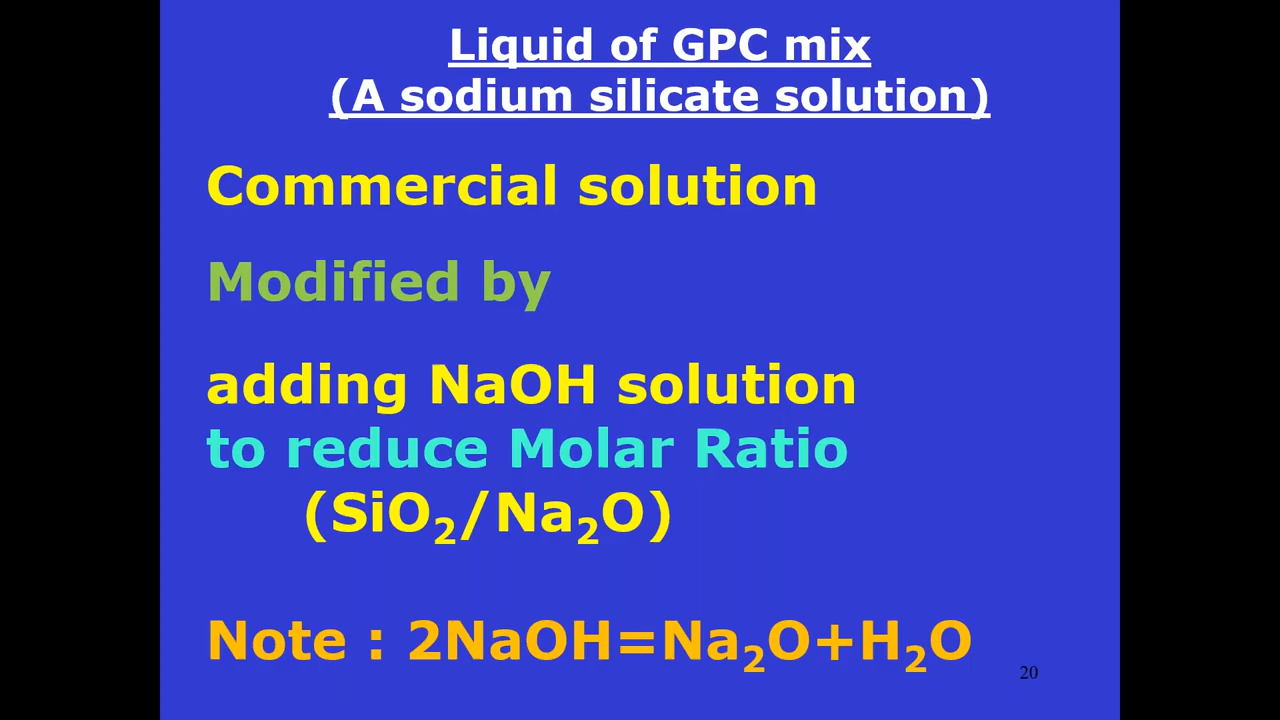 Liquid of GPC mix
(A sodium silicate solution)
Commercial solution
Modified by
adding NaOH solution
to reduce Molar Ratio
(SiO₂/Na₂O)
Note : 2NaOH=Na₂O+H₂O
20